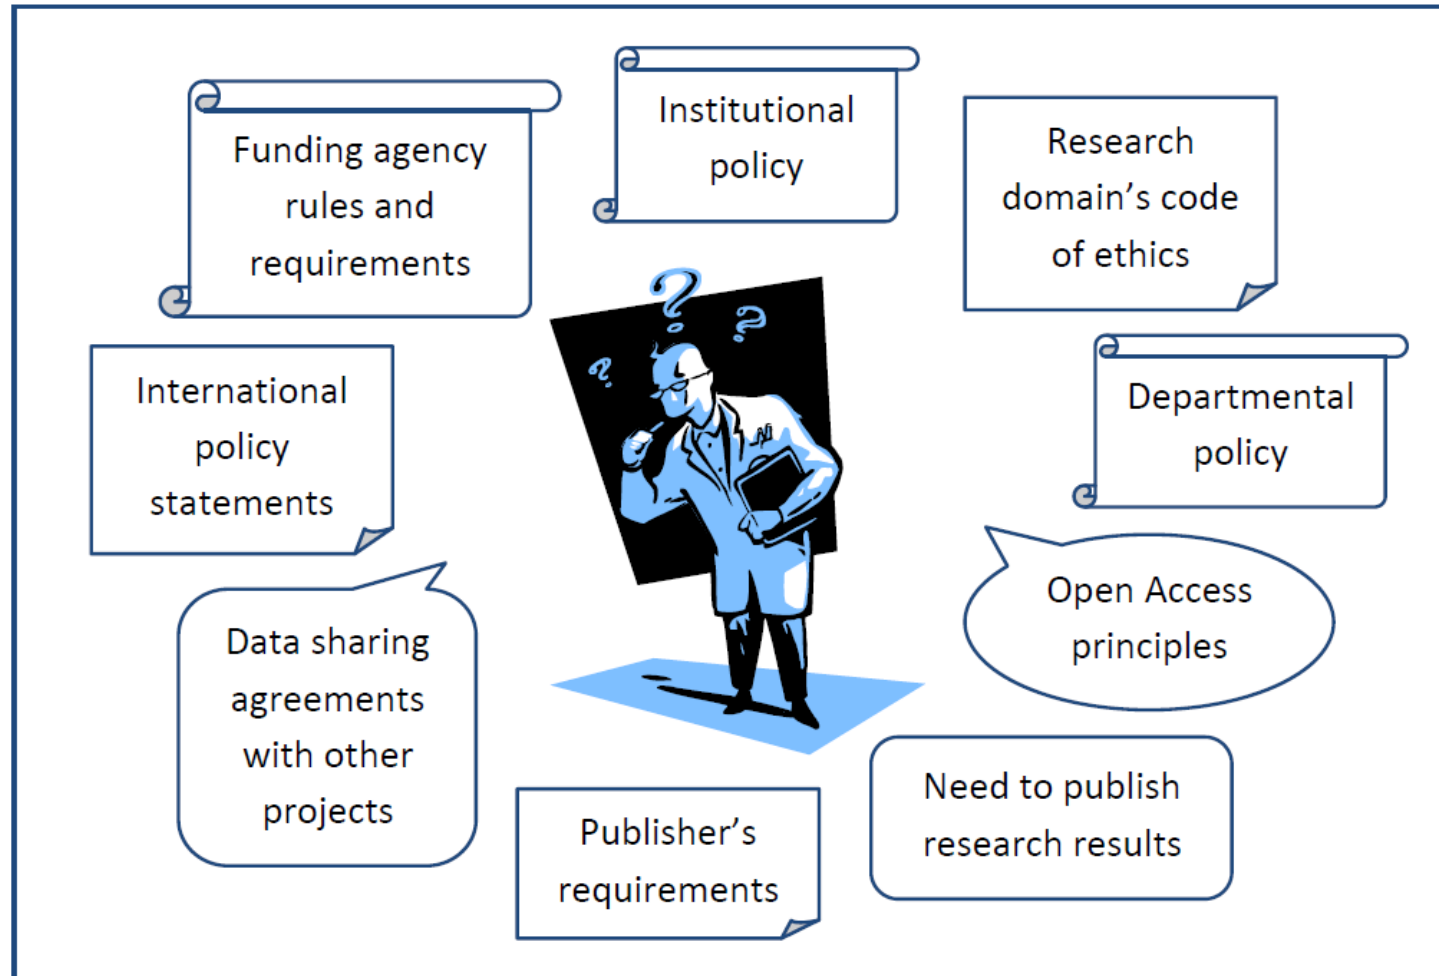 Funding agency
rules and
requirements
Institutional
policy
Research
domain’s code
of ethics
International
policy
statements
Departmental
policy
Data sharing
agreements
with other
projects
Open Access
principles
Publisher’s
requirements
Need to publish
research results
?
?
?